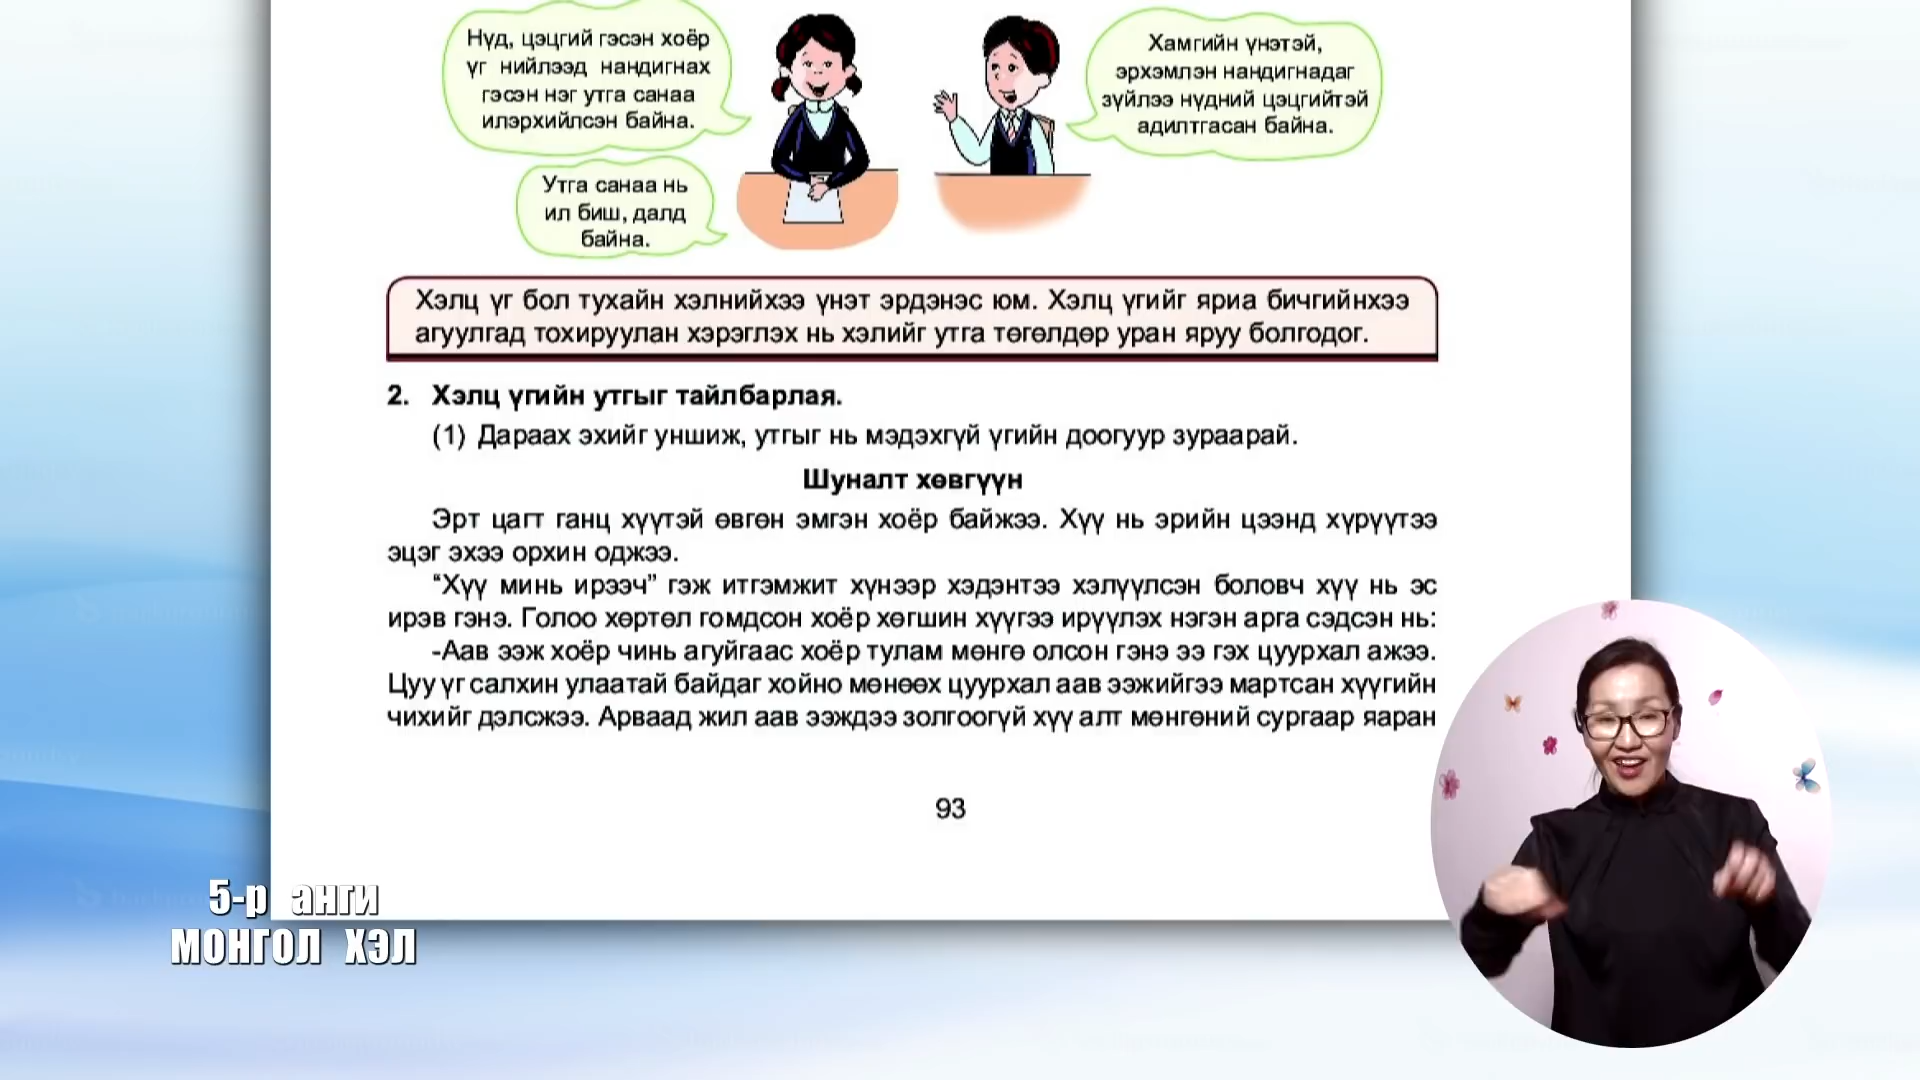 Нүд, цэцгий гэсэн хоёр
үг нийлээд нандигнах
гэсэн нэг утга санаа
илэрхийлсэн байна.
Утга санаа нь
ил биш, далд
байна.
Хамгийн үнэтэй,
эрхэмлэн нандигнадаг
зүйлээ нүдний цэцгийтэй
адилтгасан байна.
Хэлц үг бол тухайн хэлнийхээ үнэт эрдэнэс юм. Хэлц үгийг яриа бичгийнхээ
агуулгад тохируулан хэрэглэх нь хэлийг утга төгөлдөр уран яруу болгодог.
2. Хэлц үгийн утгыг тайлбарлая.
(1) Дараах эхийг уншиж, утгыг нь мэдэхгүй үгийн доогуур зураарай.
Шуналт хөвгүүн
Эрт цагт ганц хүүтэй өвгөн эмгэн хоёр байжээ. Хүү нь эрийн цээнд хүрүүтээ
эцэг эхээ орхин оджээ.
“Хүү минь ирээч” гэж итгэмжит хүнээр хэдэнтээ хэлүүлсэн боловч хүү нь эс
ирэв гэнэ. Голоо хөртөл гомдсон хоёр хөгшин хүүгээ ирүүлэх нэгэн арга сэдсэн нь:
-Аав ээж хоёр чинь агуйгаас хоёр тулам мөнгө олсон гэнэ ээ гэх цуурхал ажээ.
Цуу үг салхин улаатай байдаг хойно мөнөөх цуурхал аав ээжийгээ мартсан хүүгийн
чихийг дэлсжээ. Арваад жил аав ээждээ золгоогүй хүү алт мөнгөний сургаар яаран
93
5-р анги
МОНГОЛ ХЭЛ